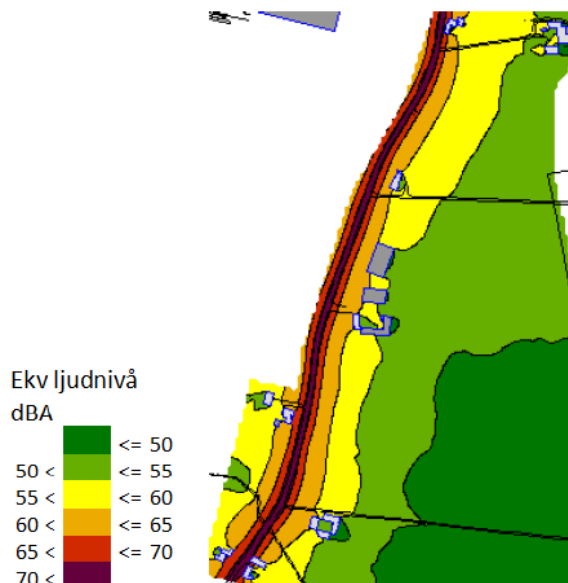 Ekv ljudnivå
dBA
<= 50
50 < <= 55
55 < <= 60
60 < <= 65
65 < <= 70
70 <